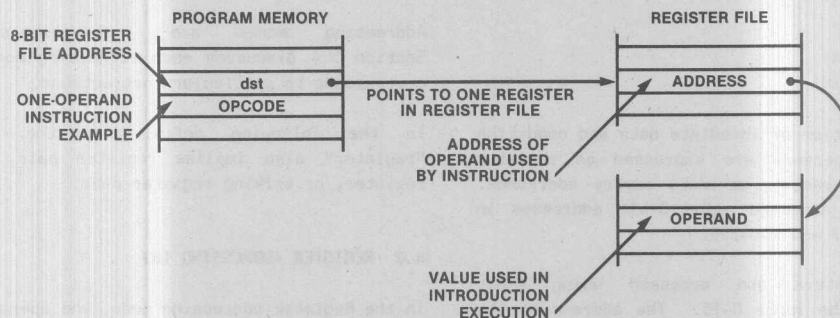 PROGRAM MEMORY
REGISTER FILE
8-BIT REGISTER
FILE ADDRESS
dst
ADDRESS
ONE-OPERAND
INSTRUCTION
EXAMPLE
OPCODE
POINTS TO ONE REGISTER
IN REGISTER FILE
ADDRESS OF
OPERAND USED
BY INSTRUCTION
OPERAND
VALUE USED IN
INTRODUCTION
EXECUTION